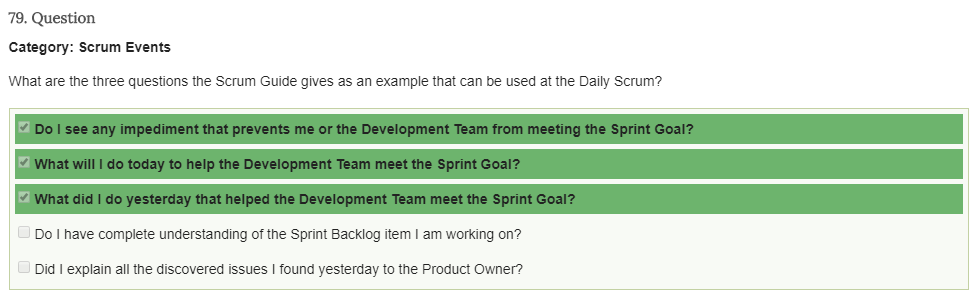 79. Question
Category: Scrum Events
What are the three questions the Scrum Guide gives as an example that can be used at the Daily Scrum?
Do I see any impediment that prevents me or the Development Team from meeting the Sprint Goal?
What will I do today to help the Development Team meet the Sprint Goal?
What did I do yesterday that helped the Development Team meet the Sprint Goal?
Do I have complete understanding of the Sprint Backlog item I am working on?
Did I explain all the discovered issues I found yesterday to the Product Owner?